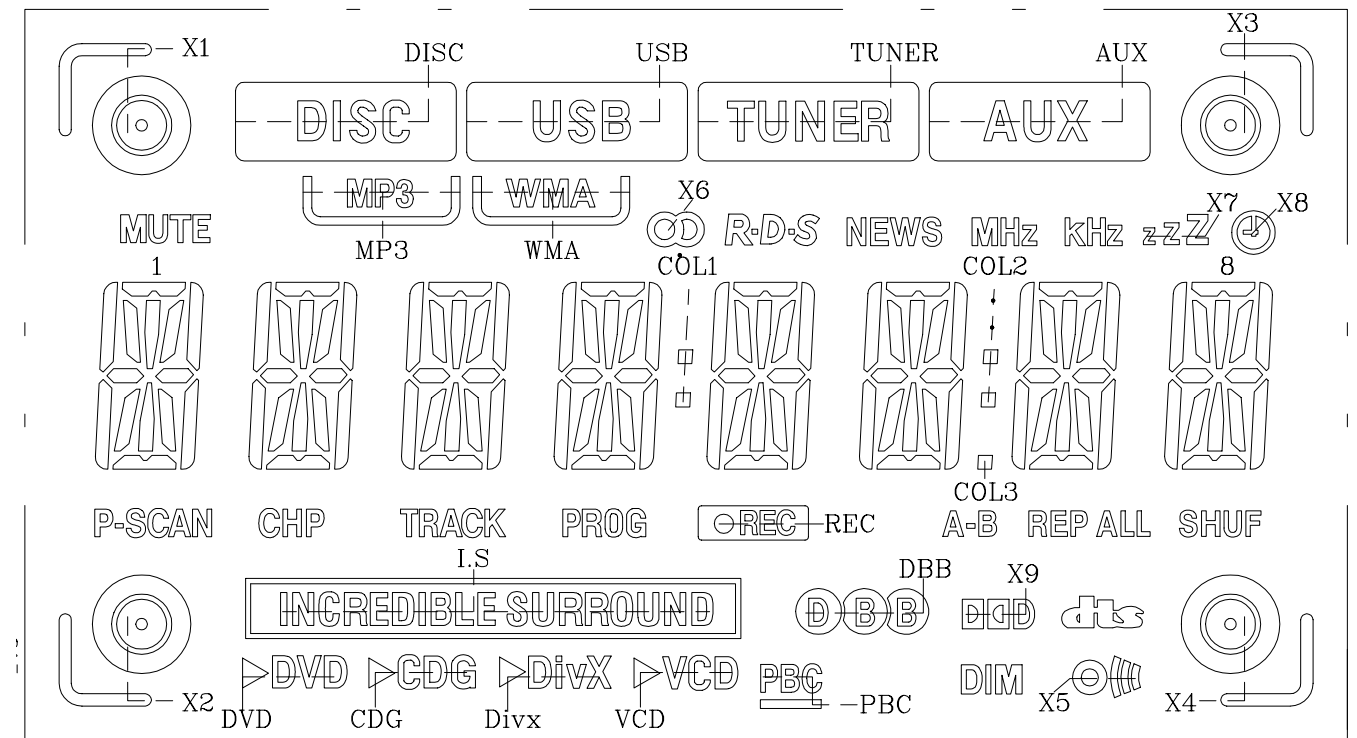 X1 DISC USB TUNER AUX X3
DISC USB TUNER AUX
MP3 WMA X6 X7 X8
MUTE R·D·S NEWS MHz kHz zzZ
MP3 WMA
1 COL1 COL2 8
COL3
P-SCAN CHP TRACK PROG REC REC A-B REP ALL SHUF
I.S DBB X9
INCREDIBLE SURROUND D B B DDD dts
DVD CDG DivX VCD PBC DIM X5
X2 DVD CDG Divx VCD PBC X4